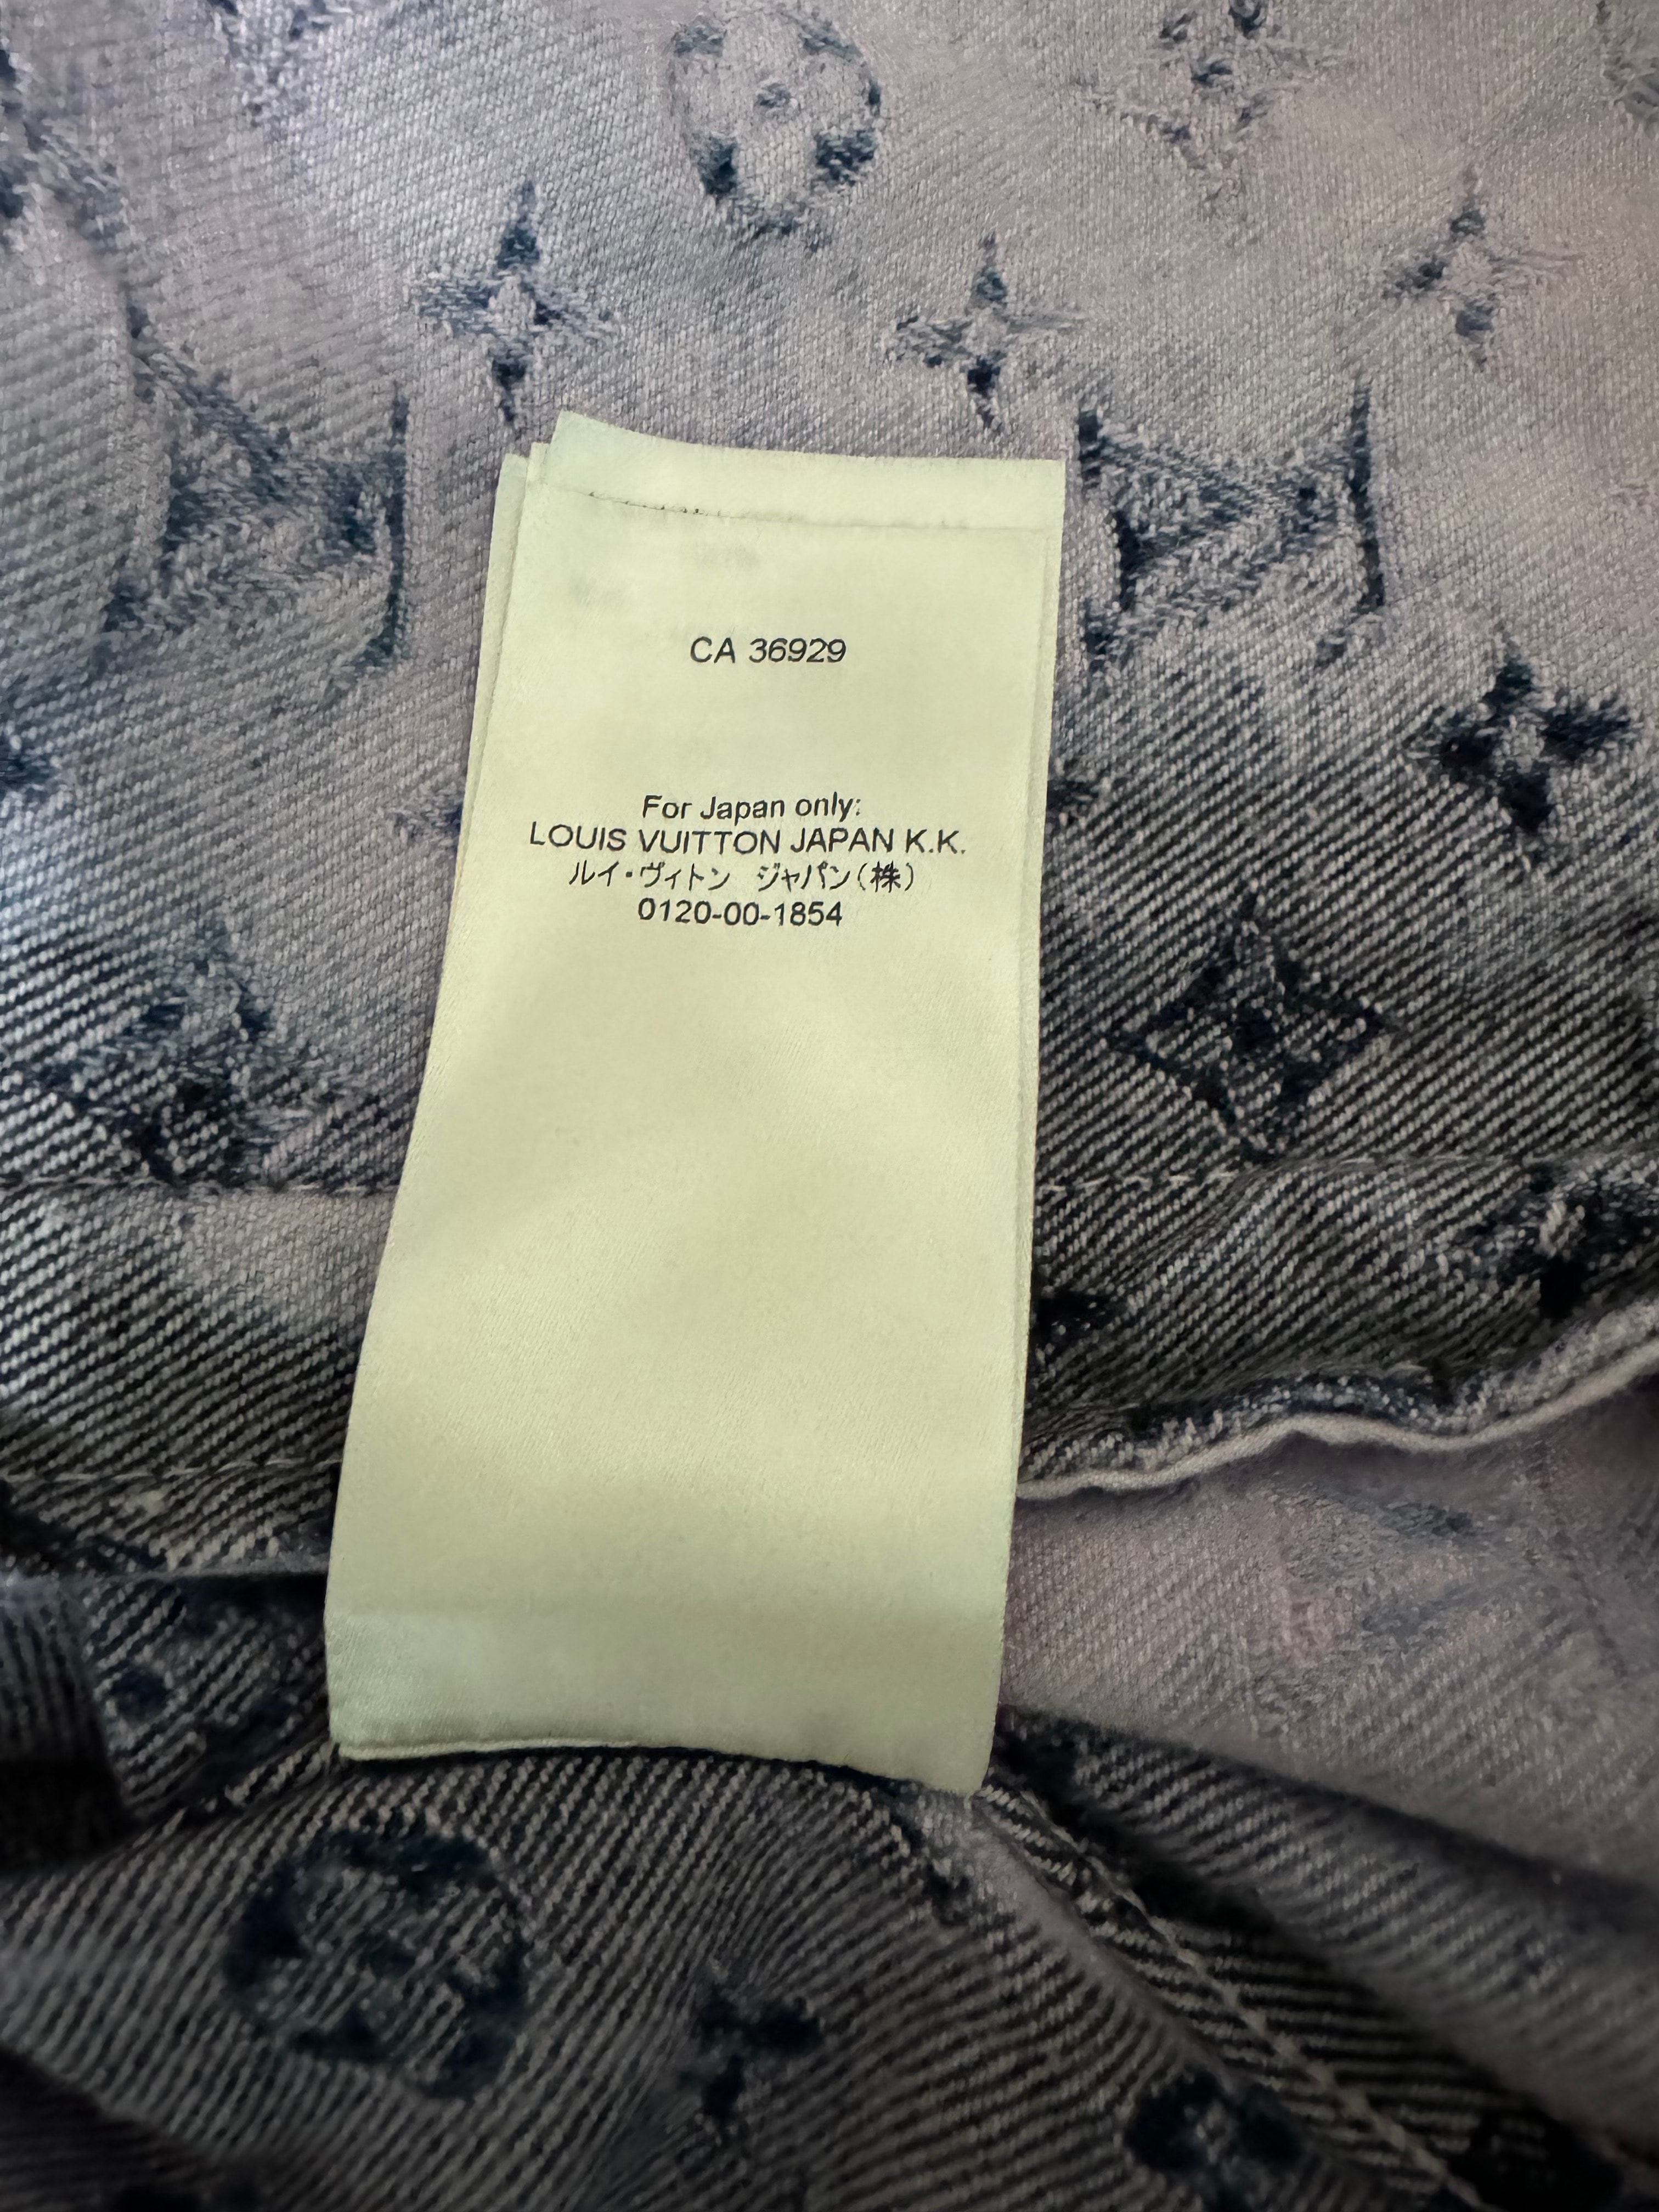 CA 36929
For Japan only:
LOUIS VUITTON JAPAN K.K.
ルイ・ヴィトン　ジャパン(株)
0120-00-1854